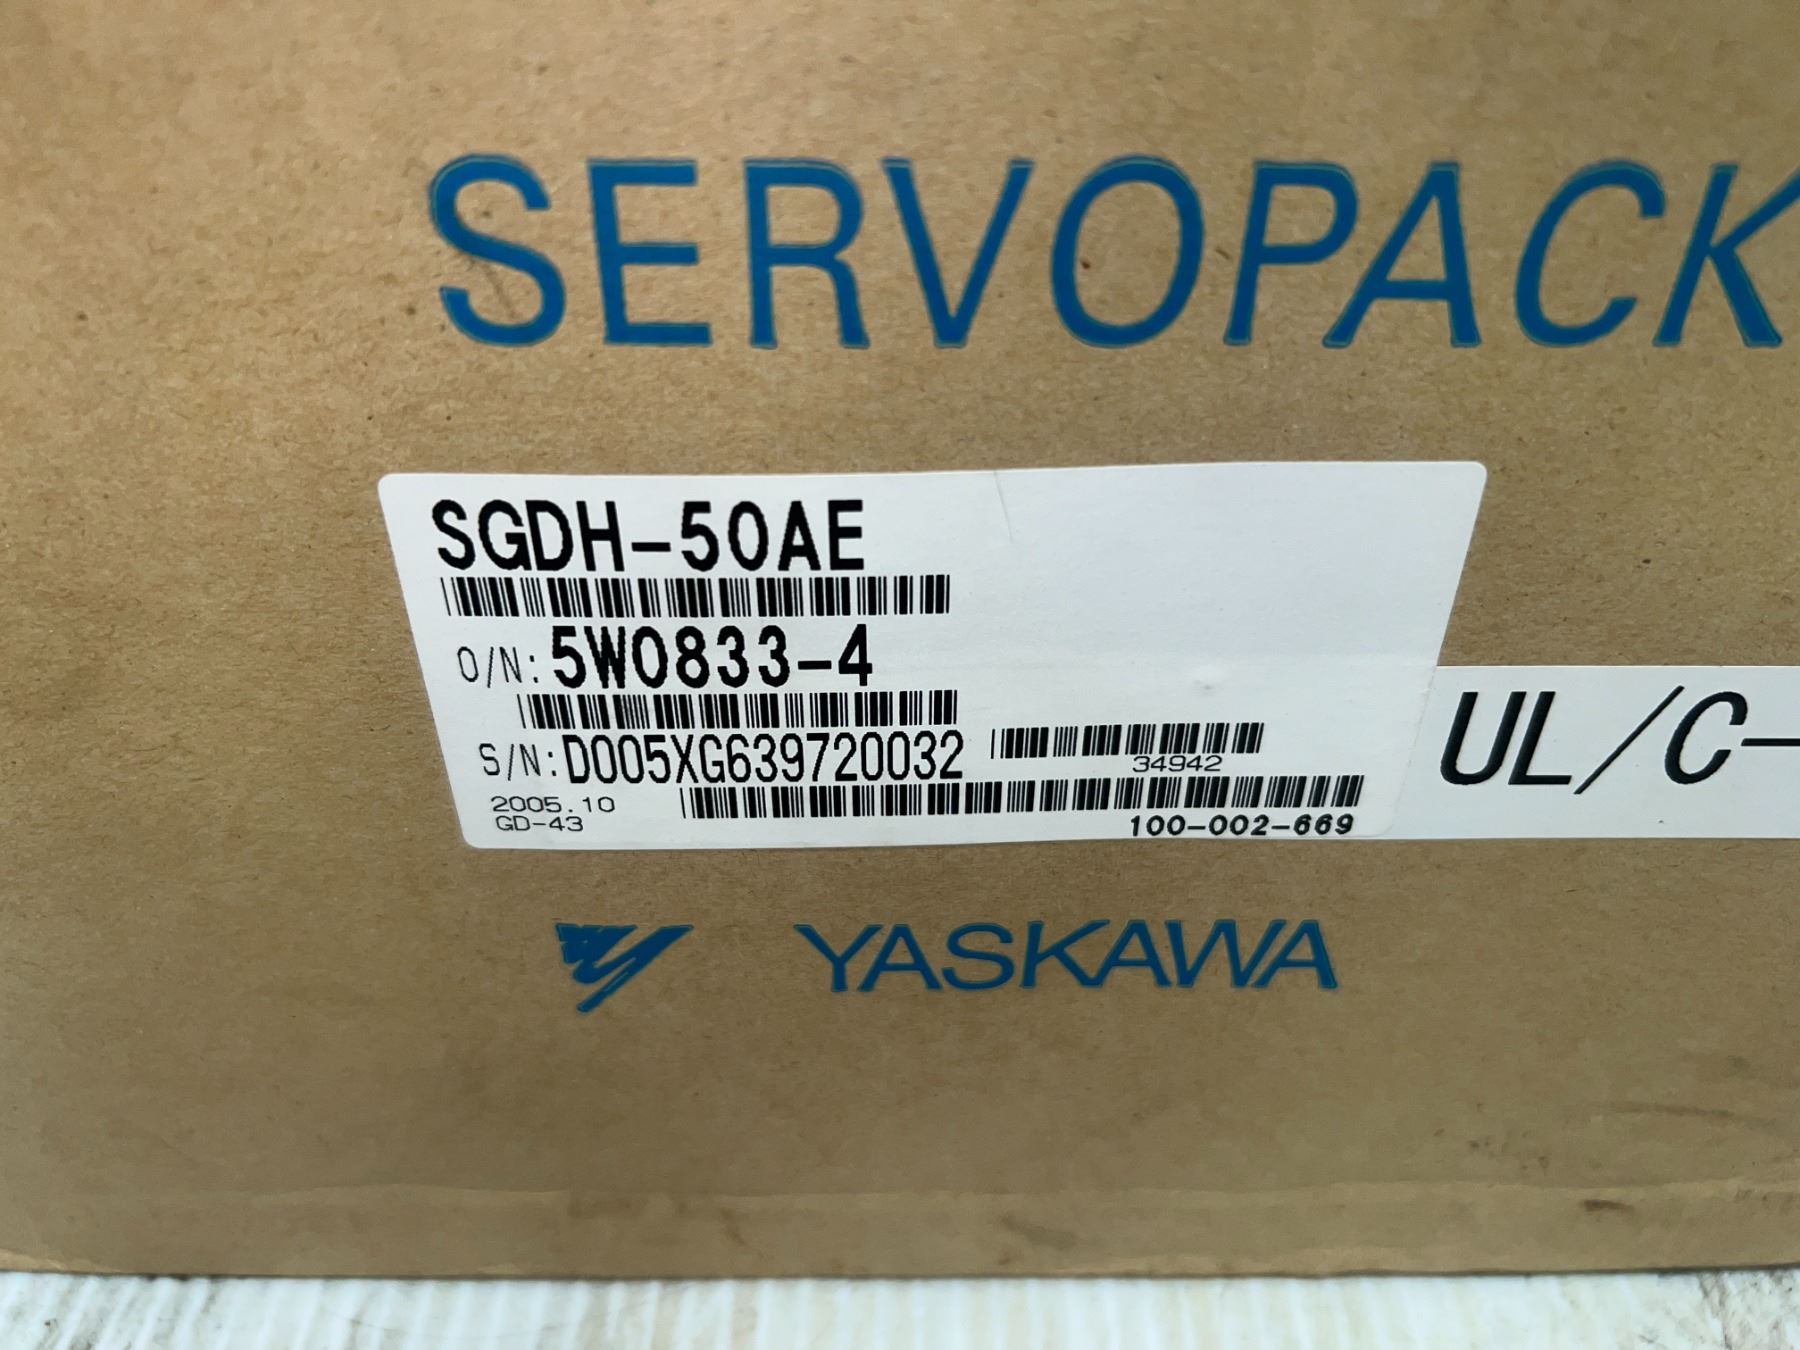 SERVOPACK
SGDH-50AE
O/N: 5W0833-4
S/N: D005XG639720032
34942
2005.10
GD-43
100-002-669
UL/C-
YASKAWA